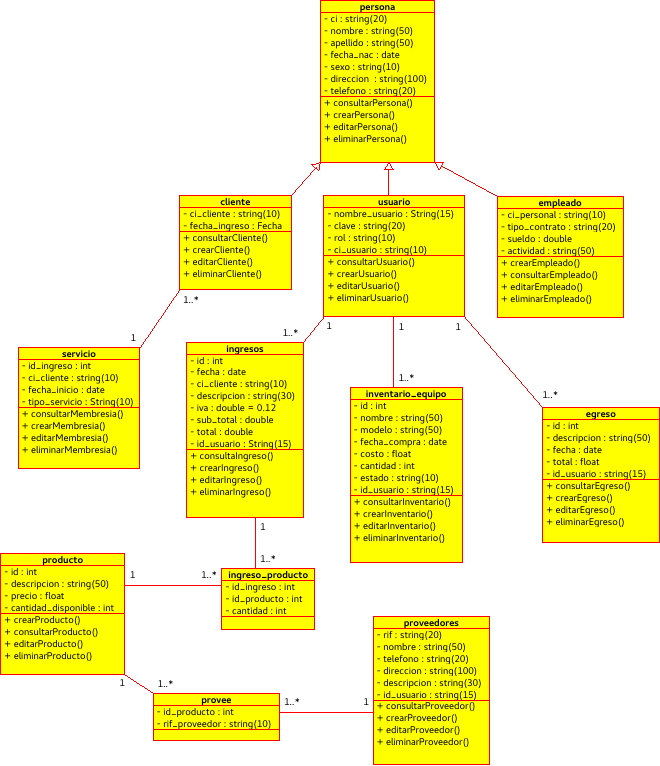 persona
- ci : string(20)
- nombre : string(50)
- apellido : string(50)
- fecha_nac : date
- sexo : string(10)
- direccion : string(100)
- telefono : string(20)
+ consultarPersona()
+ crearPersona()
+ editarPersona()
+ eliminarPersona()
cliente
- ci_cliente : string(10)
- fecha_ingreso : Fecha
+ consultarCliente()
+ crearCliente()
+ editarCliente()
+ eliminarCliente()
usuario
- nombre_usuario : String(15)
- clave : string(20)
- rol : string(10)
- ci_usuario : string(10)
+ consultarUsuario()
+ crearUsuario()
+ editarUsuario()
+ eliminarUsuario()
empleado
- ci_personal : string(10)
- tipo_contrato : string(20)
- sueldo : double
- actividad : string(50)
+ crearEmpleado()
+ consultarEmpleado()
+ editarEmpleado()
+ eliminarEmpleado()
1..*
1
1..*
1
1
1
1..*
1..*
servicio
- id_ingreso : int
- ci_cliente : string(10)
- fecha_inicio : date
- tipo_servicio : String(10)
+ consultarMembresia()
+ crearMembresia()
+ editarMembresia()
+ eliminarMembresia()
ingresos
- id : int
- fecha : date
- ci_cliente : string(10)
- descripcion : string(30)
- iva : double = 0.12
- sub_total : double
- total : double
- id_usuario : String(15)
+ consultaIngreso()
+ crearIngreso()
+ editarIngreso()
+ eliminarIngreso()
inventario_equipo
- id : int
- nombre : string(50)
- modelo : string(50)
- fecha_compra : date
- costo : float
- cantidad : int
- estado : string(10)
- id_usuario : string(15)
+ consultarInventario()
+ crearInventario()
+ editarInventario()
+ eliminarInventario()
egreso
- id : int
- descripcion : string(50)
- fecha : date
- total : float
- id_usuario : string(15)
+ consultarEgreso()
+ crearEgreso()
+ editarEgreso()
+ eliminarEgreso()
1
1..*
producto
- id : int
- descripcion : string(50)
- precio : float
- cantidad_disponible : int
+ crearProducto()
+ consultarProducto()
+ editarProducto()
+ eliminarProducto()
1
1..*
ingreso_producto
- id_ingreso : int
- id_producto : int
- cantidad : int
1
1..*
provee
- id_producto : int
- rif_proveedor : string(10)
1..*
1
proveedores
- rif : string(20)
- nombre : string(50)
- telefono : string(20)
- direccion : string(100)
- descripcion : string(30)
- id_usuario : string(15)
+ consultarProveedor()
+ crearProveedor()
+ editarProveedor()
+ eliminarProveedor()